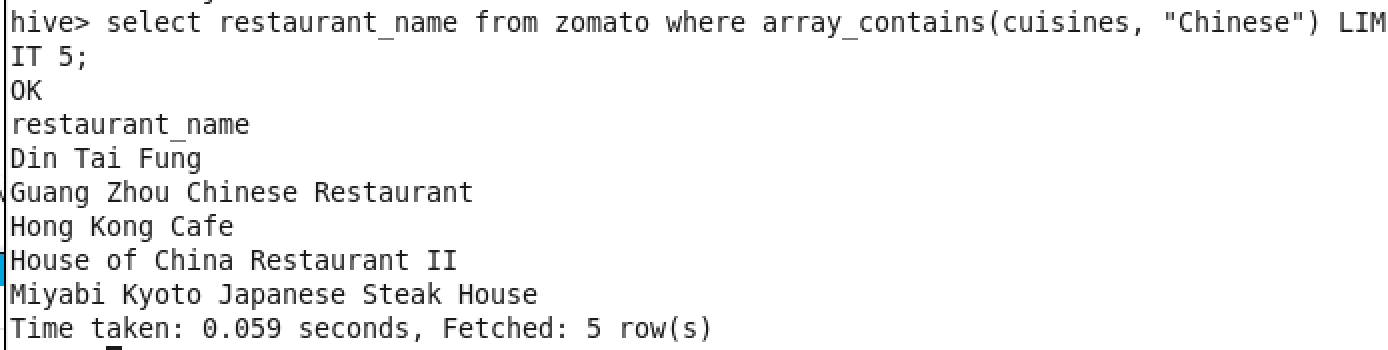 hive> select restaurant_name from zomato where array_contains(cuisines, "Chinese") LIM
IT 5;
OK
restaurant_name
Din Tai Fung
Guang Zhou Chinese Restaurant
Hong Kong Cafe
House of China Restaurant II
Miyabi Kyoto Japanese Steak House
Time taken: 0.059 seconds, Fetched: 5 row(s)